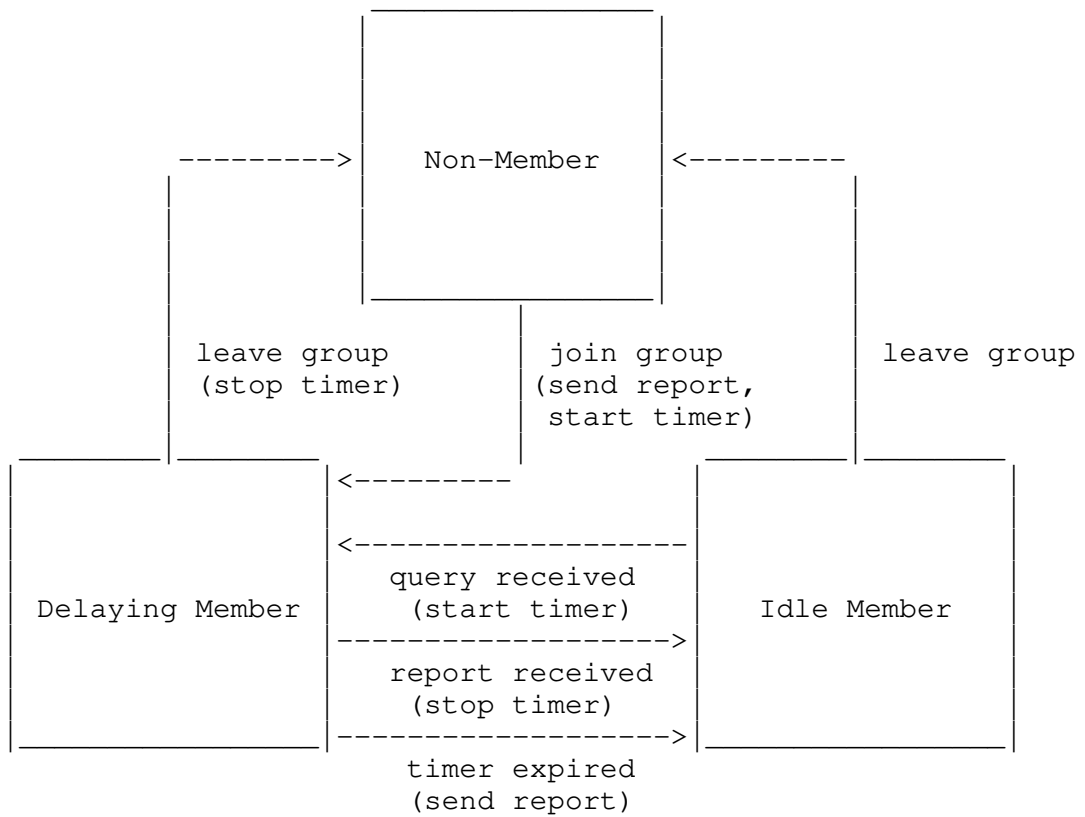 Non-Member
leave group
(stop timer)
join group
(send report,
start timer)
leave group
query received
(start timer)
Delaying Member
Idle Member
report received
(stop timer)
timer expired
(send report)